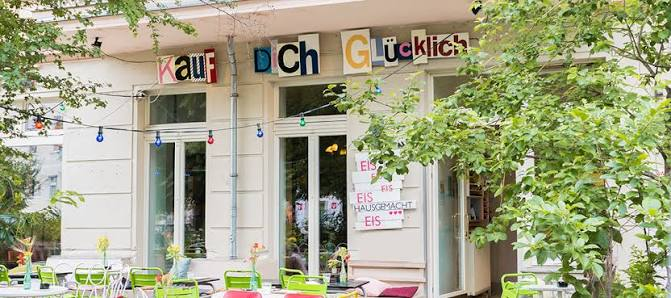 Kauf Dich Glücklich
EIS
EIS
EIS
HAUSGEMACHT
EIS